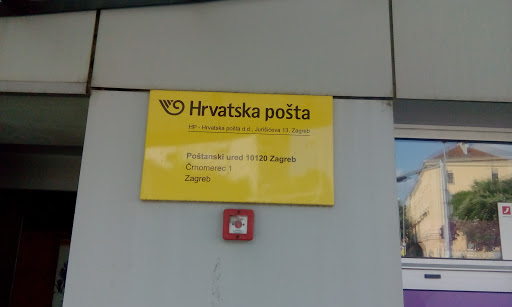 Hrvatska pošta
HP - Hrvatska pošta d.d., Jurišićeva 13, Zagreb
Poštanski ured 10120 Zagreb
Črnomerec 1
Zagreb